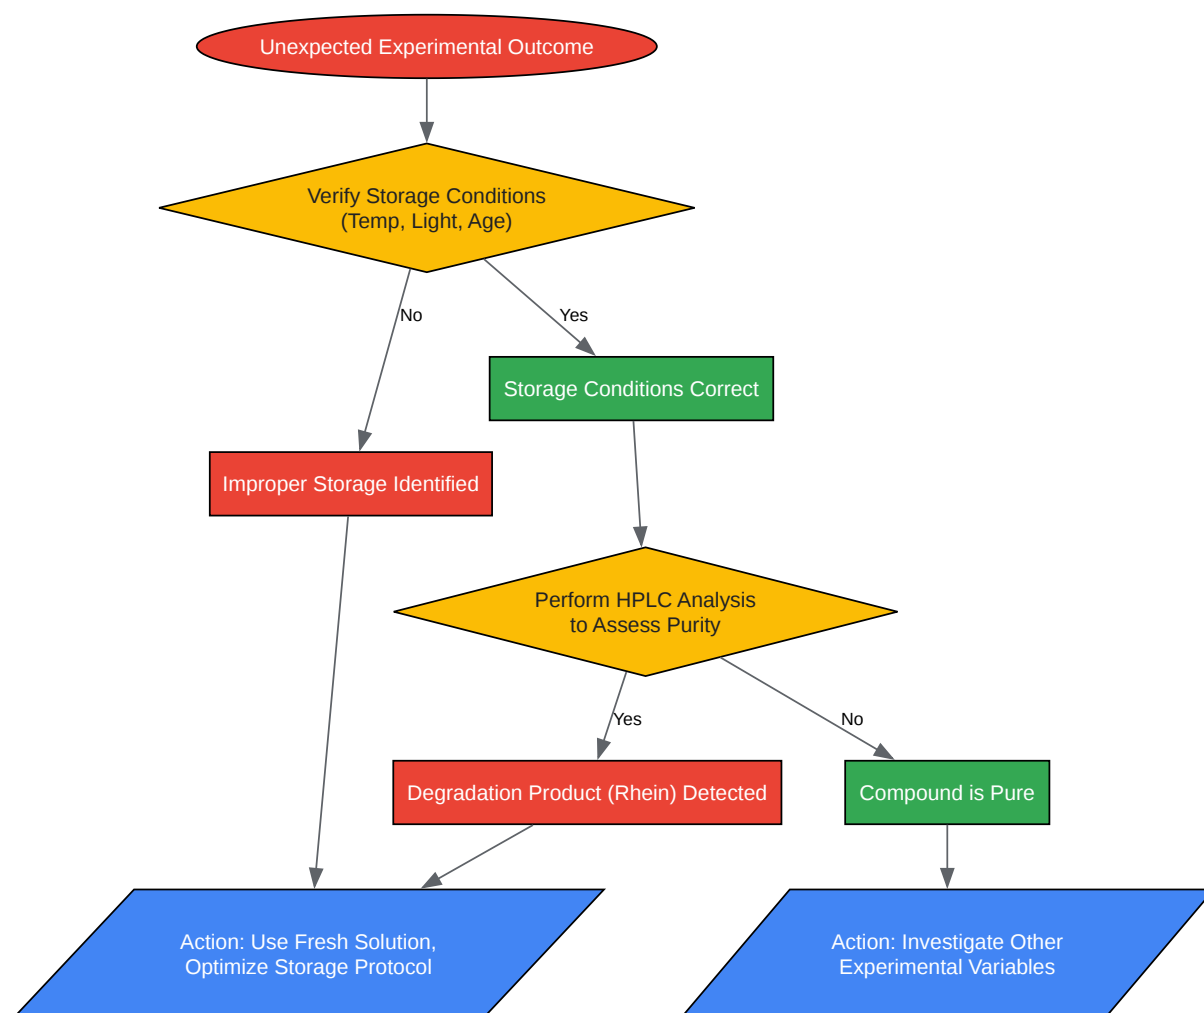 Unexpected Experimental Outcome
Verify Storage Conditions
(Temp, Light, Age)
No
Yes
Storage Conditions Correct
Improper Storage Identified
Perform HPLC Analysis
to Assess Purity
Yes
No
Degradation Product (Rhein) Detected
Compound is Pure
Action: Use Fresh Solution,
Optimize Storage Protocol
Action: Investigate Other
Experimental Variables